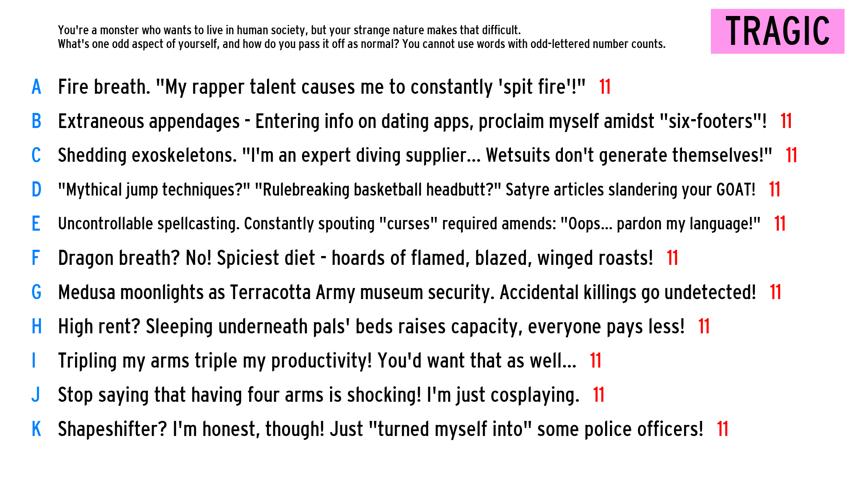 You're a monster who wants to live in human society, but your strange nature makes that difficult.
What's one odd aspect of yourself, and how do you pass it off as normal? You cannot use words with odd-lettered number counts.
TRAGIC
A Fire breath. "My rapper talent causes me to constantly 'spit fire'!" 11
B Extraneous appendages - Entering info on dating apps, proclaim myself amidst "six-footers"! 11
C Shedding exoskeletons. "I'm an expert diving supplier... Wetsuits don't generate themselves!" 11
D "Mythical jump techniques?" "Rulebreaking basketball headbutt?" Satyre articles slandering your GOAT! 11
E Uncontrollable spellcasting. Constantly spouting "curses" required amends: "Oops... pardon my language!" 11
F Dragon breath? No! Spiciest diet - hoards of flamed, blazed, winged roasts! 11
G Medusa moonlights as Terracotta Army museum security. Accidental killings go undetected! 11
H High rent? Sleeping underneath pals' beds raises capacity, everyone pays less! 11
I Tripling my arms triple my productivity! You'd want that as well... 11
J Stop saying that having four arms is shocking! I'm just cosplaying. 11
K Shapeshifter? I'm honest, though! Just "turned myself into" some police officers! 11